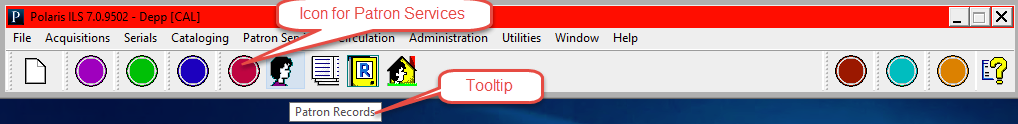 Polaris ILS 7.0.9502 - Depp [CAL]
Icon for Patron Services
File Acquisitions Serials Cataloging Patron Serv Circulation Administration Utilities Window Help
Tooltip
Patron Records